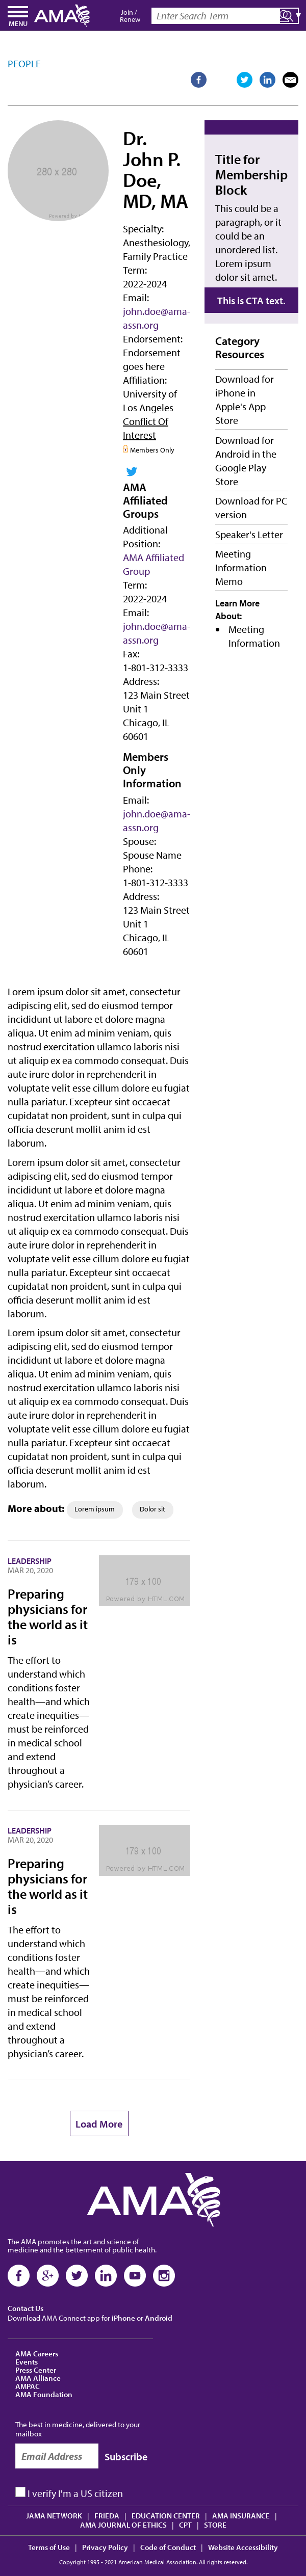 MENU
AMA
Join /
Renew
Enter Search Term
PEOPLE
280 x 280
Dr.
John P.
Doe,
MD, MA
Specialty:
Anesthesiology,
Family Practice
Term:
2022-2024
Email:
john.doe@ama-
assn.org
Endorsement:
Endorsement
goes here
Affiliation:
University of
Los Angeles
Conflict Of
Interest
Members Only
AMA
Affiliated
Groups
Additional
Position:
AMA Affiliated
Group
Term:
2022-2024
Email:
john.doe@ama-
assn.org
Fax:
1-801-312-3333
Address:
123 Main Street
Unit 1
Chicago, IL
60601
Members
Only
Information
Email:
john.doe@ama-
assn.org
Spouse:
Spouse Name
Phone:
1-801-312-3333
Address:
123 Main Street
Unit 1
Chicago, IL
60601
Title for
Membership
Block
This could be a
paragraph, or it
could be an
unordered list.
Lorem ipsum
dolor sit amet.
This is CTA text.
Category
Resources
Download for
iPhone in
Apple's App
Store
Download for
Android in the
Google Play
Store
Download for PC
version
Speaker's Letter
Meeting
Information
Memo
Learn More
About:
• Meeting
Information
Lorem ipsum dolor sit amet, consectetur
adipiscing elit, sed do eiusmod tempor
incididunt ut labore et dolore magna
aliqua. Ut enim ad minim veniam, quis
nostrud exercitation ullamco laboris nisi
ut aliquip ex ea commodo consequat. Duis
aute irure dolor in reprehenderit in
voluptate velit esse cillum dolore eu fugiat
nulla pariatur. Excepteur sint occaecat
cupidatat non proident, sunt in culpa qui
officia deserunt mollit anim id est
laborum.
Lorem ipsum dolor sit amet, consectetur
adipiscing elit, sed do eiusmod tempor
incididunt ut labore et dolore magna
aliqua. Ut enim ad minim veniam, quis
nostrud exercitation ullamco laboris nisi
ut aliquip ex ea commodo consequat. Duis
aute irure dolor in reprehenderit in
voluptate velit esse cillum dolore eu fugiat
nulla pariatur. Excepteur sint occaecat
cupidatat non proident, sunt in culpa qui
officia deserunt mollit anim id est
laborum.
Lorem ipsum dolor sit amet, consectetur
adipiscing elit, sed do eiusmod tempor
incididunt ut labore et dolore magna
aliqua. Ut enim ad minim veniam, quis
nostrud exercitation ullamco laboris nisi
ut aliquip ex ea commodo consequat. Duis
aute irure dolor in reprehenderit in
voluptate velit esse cillum dolore eu fugiat
nulla pariatur. Excepteur sint occaecat
cupidatat non proident, sunt in culpa qui
officia deserunt mollit anim id est
laborum.
More about: Lorem ipsum Dolor sit
LEADERSHIP
MAR 20, 2020
Preparing
physicians for
the world as it
is
The effort to
understand which
conditions foster
health—and which
create inequities—
must be reinforced
in medical school
and extend
throughout a
physician's career.
179 x 100
Powered by HTML.COM
LEADERSHIP
MAR 20, 2020
Preparing
physicians for
the world as it
is
The effort to
understand which
conditions foster
health—and which
create inequities—
must be reinforced
in medical school
and extend
throughout a
physician's career.
179 x 100
Powered by HTML.COM
Load More
AMA
The AMA promotes the art and science of
medicine and the betterment of public health.
Contact Us
Download AMA Connect app for iPhone or Android
AMA Careers
Events
Press Center
AMA Alliance
AMPAC
AMA Foundation
The best in medicine, delivered to your
mailbox
Email Address
Subscribe
I verify I'm a US citizen
JAMA NETWORK | FRIEDA | EDUCATION CENTER | AMA INSURANCE |
AMA JOURNAL OF ETHICS | CPT | STORE
Terms of Use | Privacy Policy | Code of Conduct | Website Accessibility
Copyright 1995 - 2021 American Medical Association. All rights reserved.